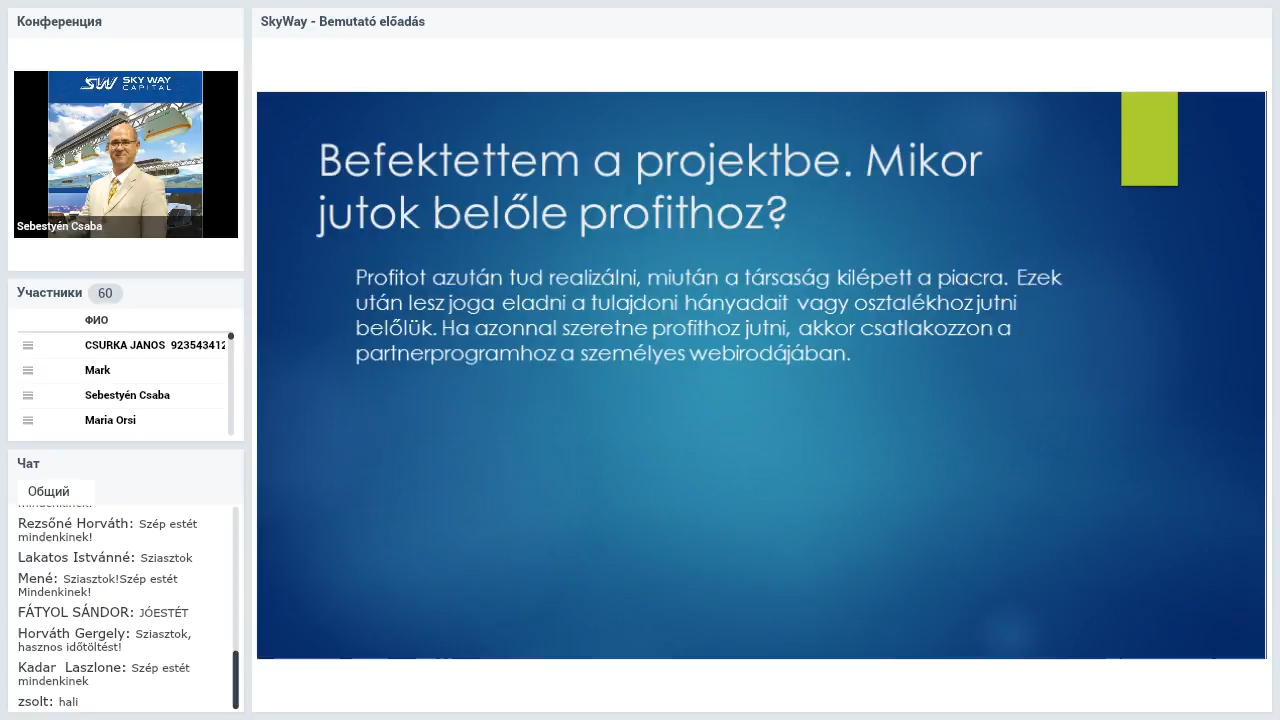 Конференция
SKY WAY
CAPITAL
Sebestyén Csaba
Участники 60
ФИО
CSURKA JANOS 923543412
Mark
Sebestyén Csaba
Maria Orsi
Чат
Общий
mindenkinek!
Rezsőné Horváth: Szép estét
mindenkinek!
Lakatos Istvánné: Sziasztok
Mené: Sziasztok!Szép estét
Mindenkinek!
FÁTYOL SÁNDOR: JÓESTÉT
Horváth Gergely: Sziasztok,
hasznos időtöltést!
Kadar Laszlone: Szép estét
mindenkinek
zsolt: hali
SkyWay - Bemutató előadás
Befektettem a projektbe. Mikor
jutok belőle profithoz?
Profitot azután tud realizálni, miután a társaság kilépett a piacra. Ezek
után lesz joga eladni a tulajdoni hányadait vagy osztalékhoz jutni
belőlük. Ha azonnal szeretne profithoz jutni, akkor csatlakozzon a
partnerprogramhoz a személyes webirodájában.